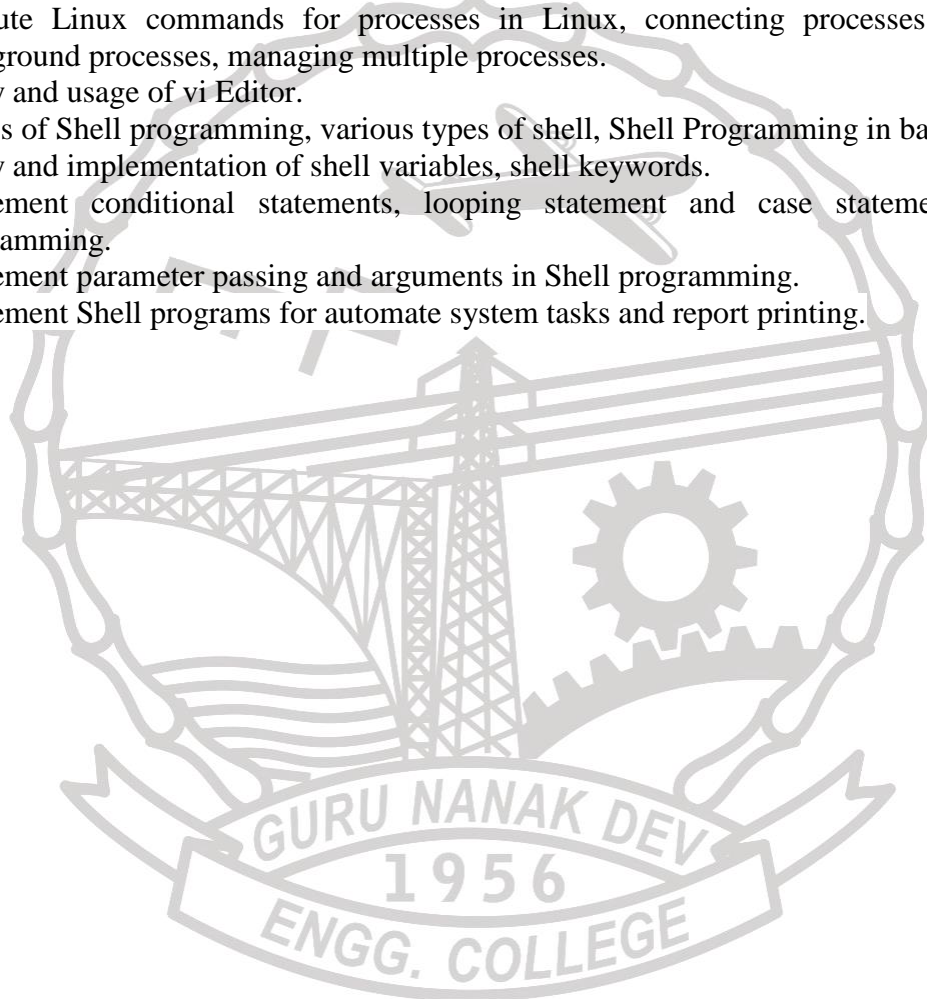 ute Linux commands for processes in Linux, connecting processes
ground processes, managing multiple processes.
y and usage of vi Editor.
s of Shell programming, various types of shell, Shell Programming in ba
y and implementation of shell variables, shell keywords.
ement conditional statements, looping statement and case stateme
amming.
ement parameter passing and arguments in Shell programming.
ement Shell programs for automate system tasks and report printing.
GURU NANAK DEV
1956
ENGG. COLLEGE